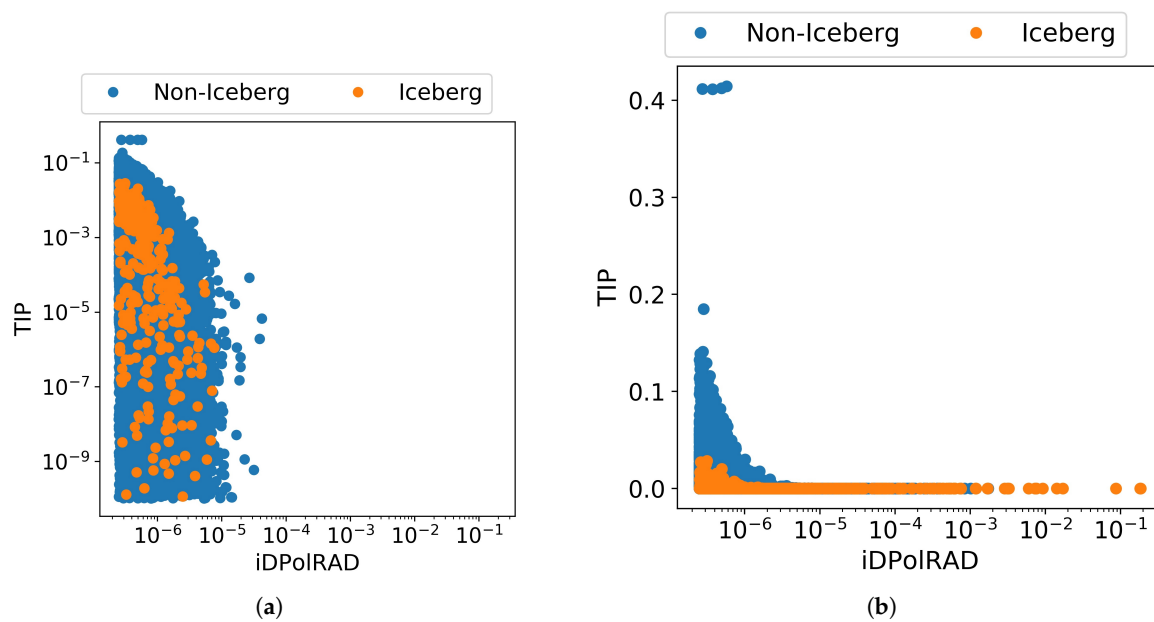 Non-Iceberg Iceberg
10⁻¹
10⁻³
10⁻⁵
10⁻⁷
10⁻⁹
TIP
10⁻⁶ 10⁻⁵ 10⁻⁴ 10⁻³ 10⁻² 10⁻¹
iDPolRAD
(a)
Non-Iceberg Iceberg
0.4
0.3
0.2
0.1
0.0
TIP
10⁻⁶ 10⁻⁵ 10⁻⁴ 10⁻³ 10⁻² 10⁻¹
iDPolRAD
(b)